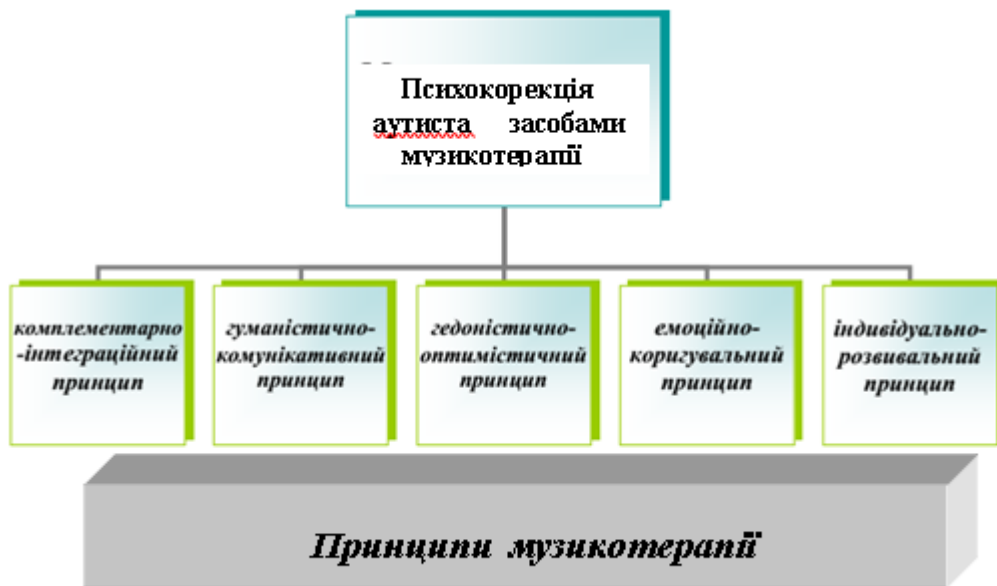 Психокорекція
аутиста засобами
музикотерапії
комплементарно
-інтеграційний
принцип
гуманістично-
комунікативний
принцип
гедоністично-
оптимістичний
принцип
емоційно-
коригувальний
принцип
індивідуально-
розвивальний
принцип
Принципи музикотерапії